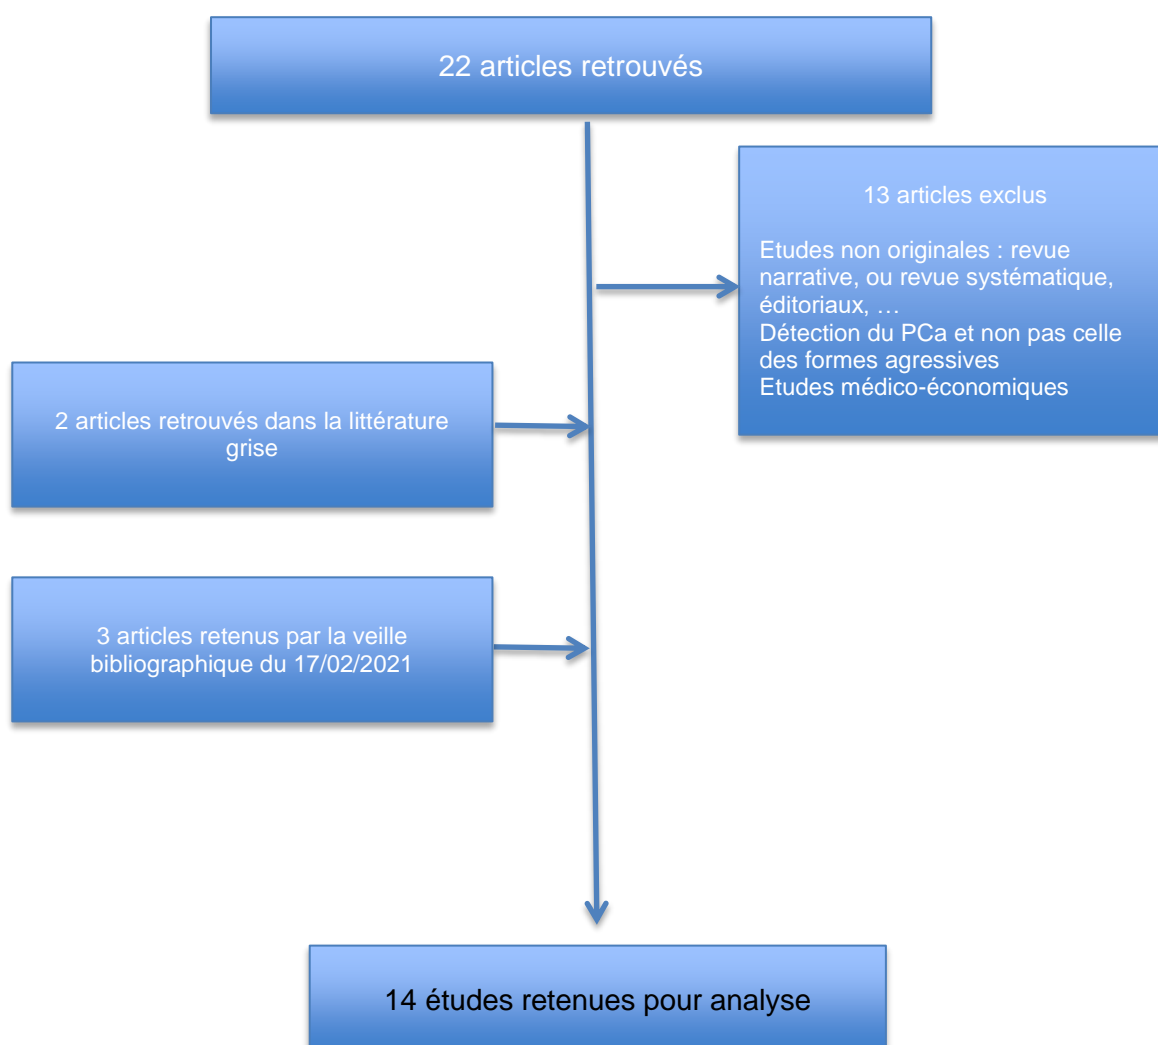 22 articles retrouvés
13 articles exclus
Etudes non originales : revue
narrative, ou revue systématique,
éditoriaux, …
Détection du PCa et non pas celle
des formes agressives
Etudes médico-économiques
2 articles retrouvés dans la littérature
grise
3 articles retenus par la veille
bibliographique du 17/02/2021
14 études retenues pour analyse